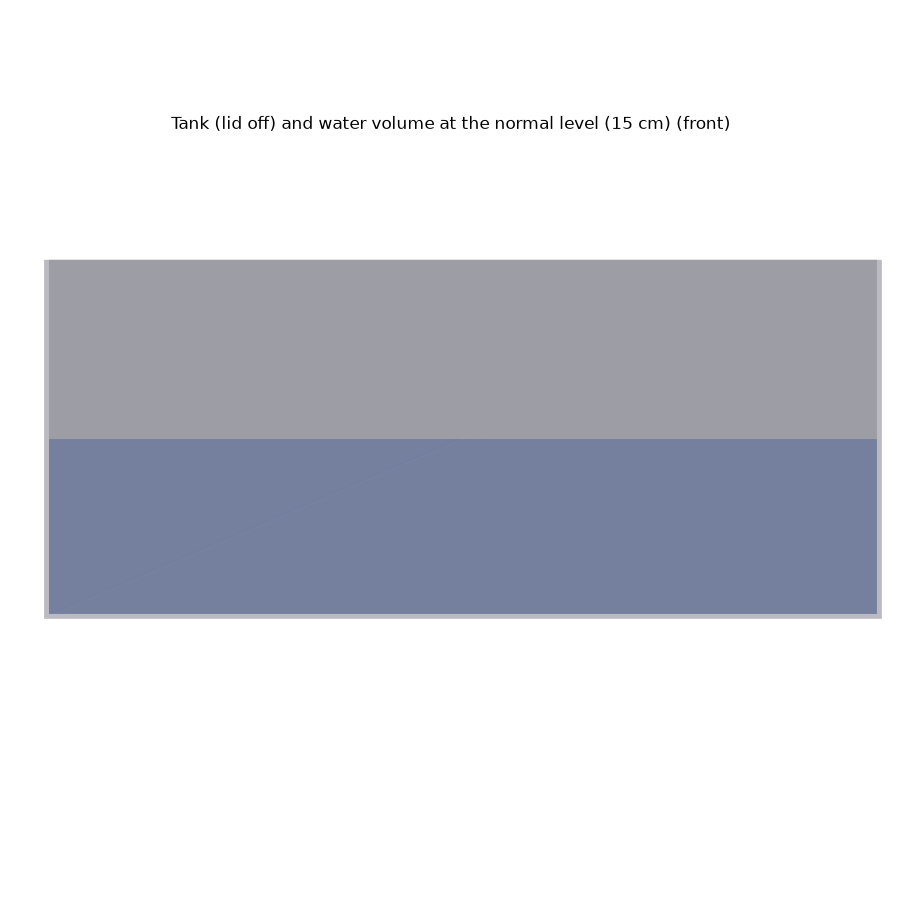 Tank (lid off) and water volume at the normal level (15 cm) (front)